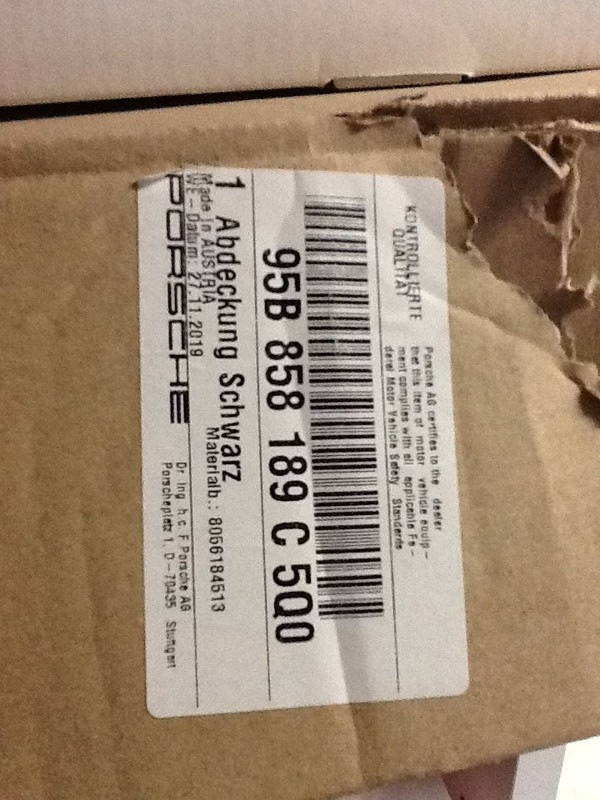 KONTROLLIERTE
QUALITÄT
Porsche AG certifies to the dealer
that this item of motor vehicle equip-
ment complies with all applicable Fe-
deral Motor Vehicle Safety Standards
95B 858 189 C 5Q0
1 Abdeckung Schwarz
Materialb.: 8066184613
Made in AUSTRIA
WE-Datum: 27.11.2019
PORSCHE
Dr. Ing. h.c. F. Porsche AG
Porscheplatz 1, D-70435 Stuttgart